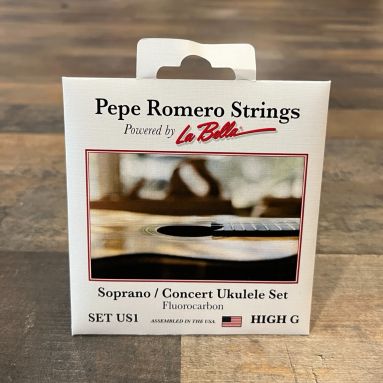 Pepe Romero Strings
Powered by La Bella
Soprano / Concert Ukulele Set
Fluorocarbon
SET US1 ASSEMBLED IN THE USA HIGH G